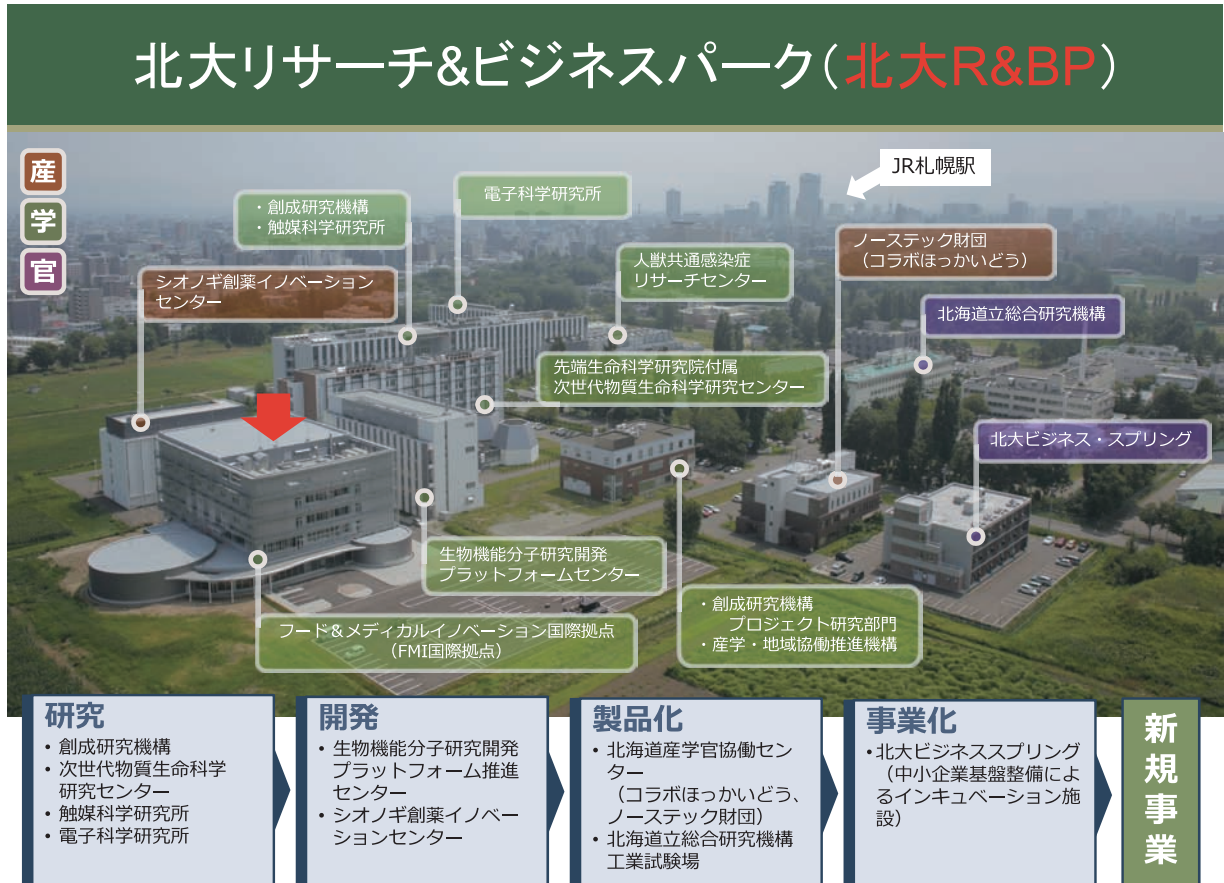 北大リサーチ&ビジネスパーク(北大R&BP)
産
学
官
JR札幌駅
電子科学研究所
・創成研究機構
・触媒科学研究所
人獣共通感染症
リサーチセンター
ノーステック財団
（コラボほっかいどう）
シオノギ創薬イノベーション
センター
北海道立総合研究機構
先端生命科学研究院付属
次世代物質生命科学研究センター
北大ビジネス・スプリング
生物機能分子研究開発
プラットフォームセンター
・創成研究機構
プロジェクト研究部門
・産学・地域協働推進機構
フード＆メディカルイノベーション国際拠点
（FMI国際拠点）
研究
• 創成研究機構
• 次世代物質生命科学
研究センター
• 触媒科学研究所
• 電子科学研究所
開発
• 生物機能分子研究開発
プラットフォーム推進
センター
• シオノギ創薬イノベー
ションセンター
製品化
• 北海道産学官協働セン
ター
（コラボほっかいどう、
ノーステック財団）
• 北海道立総合研究機構
工業試験場
事業化
• 北大ビジネススプリング
（中小企業基盤整備によ
るインキュベーション施
設）
新規事業